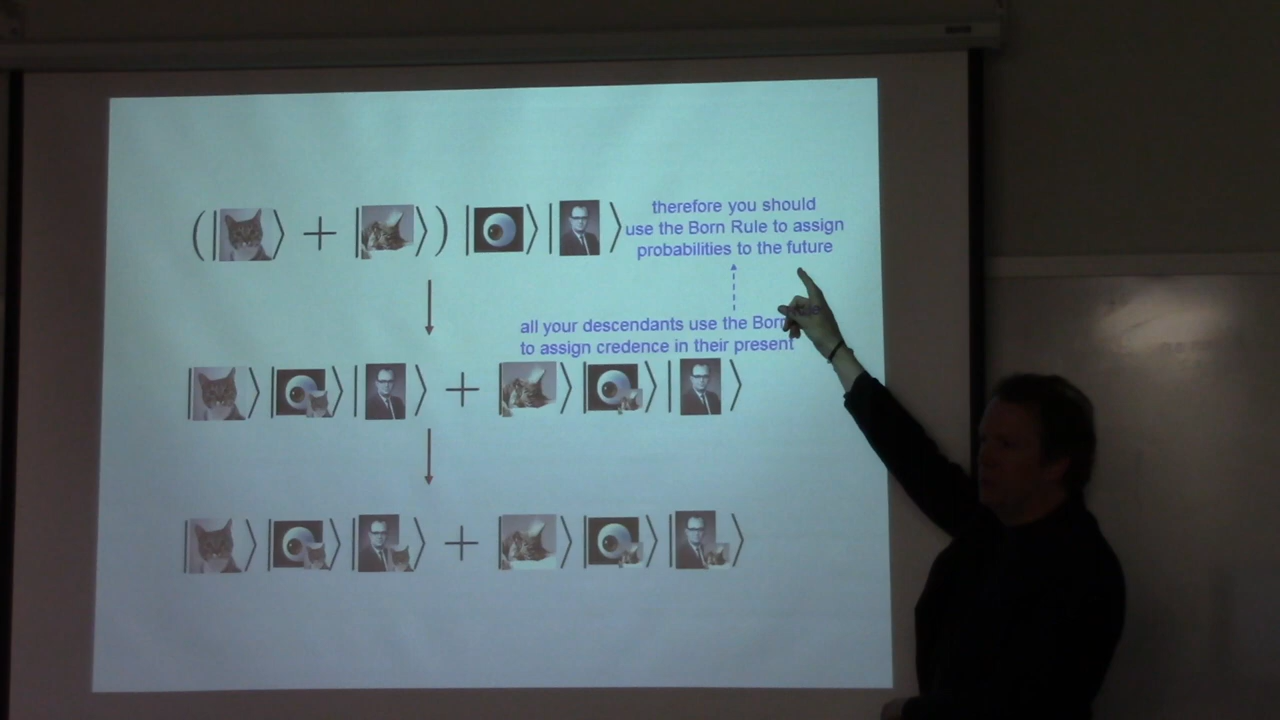 therefore you should
use the Born Rule to assign
probabilities to the future
all your descendants use the Born
to assign credence in their present